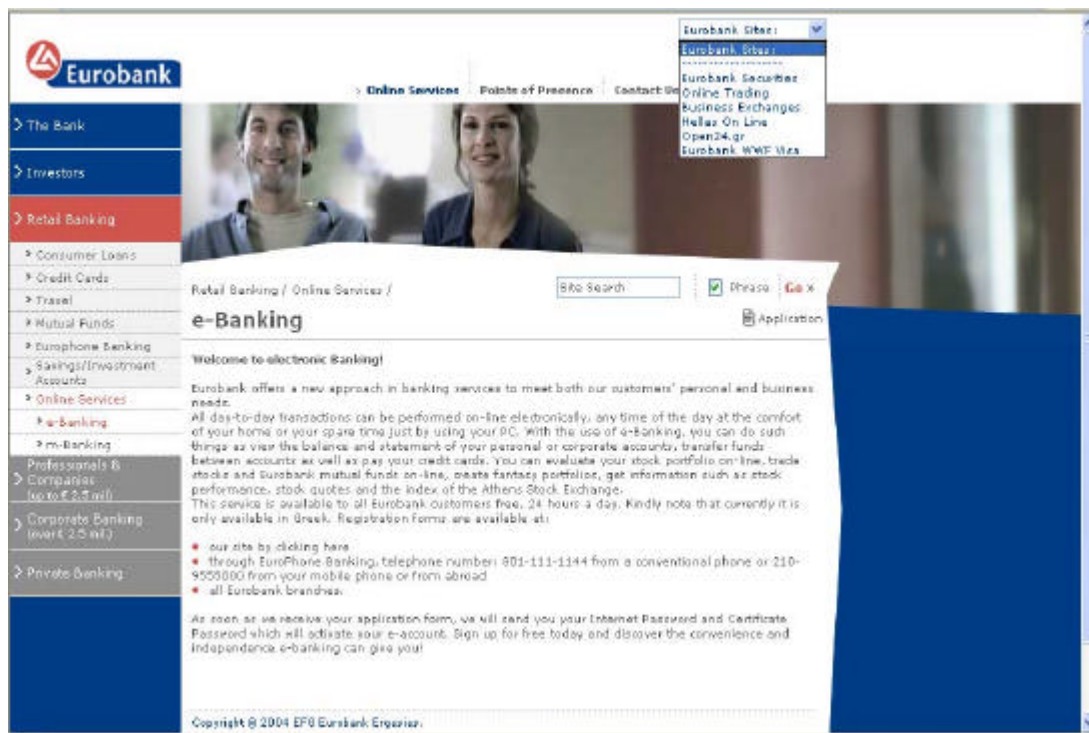 Eurobank Sites:
Eurobank Sites:
--------------------
Eurobank Securities
Online Trading
Business Exchanges
Hellas On Line
Open24.gr
Eurobank WWF Visa
Eurobank
Online Services
Points of Presence
Contact
The Bank
Investors
Retail Banking
Consumer Loans
Credit Cards
Travel
Mutual Funds
Europhone Banking
Savings/Investment
Accounts
Online Services
e-Banking
m-Banking
Professionals &
Companies
(up to € 2.5 mil)
Corporate Banking
(over € 2.5 mil.)
Private Banking
Retail Banking / Online Services /
Site Search
Phrase
Go »
e-Banking
Application
Welcome to electronic Banking!
Eurobank offers a new approach in banking services to meet both our customers' personal and business
needs.
All day-to-day transactions can be performed on-line electronically, any time of the day at the comfort
of your home or your spare time just by using your PC. With the use of e-Banking, you can do such
things as view the balance and statement of your personal or corporate accounts, transfer funds
between accounts as well as pay your credit cards. You can evaluate your stock portfolio on-line, trade
stocks and Eurobank mutual funds on-line, create fantasy portfolios, get information such as stock
performance, stock quotes and the index of the Athens Stock Exchange.
This service is available to all Eurobank customers free, 24 hours a day. Kindly note that currently it is
only available in Greek. Registration forms are available at:
• our site by clicking here
• through EuroPhone Banking, telephone number: 801-111-1144 from a conventional phone or 210-
9555000 from your mobile phone or from abroad
• all Eurobank branches.
As soon as we receive your application form, we will send you your Internet Password and Certificate
Password which will activate your e-account. Sign up for free today and discover the convenience and
independence e-banking can give you!
Copyright @ 2004 EFG Eurobank Ergasias.